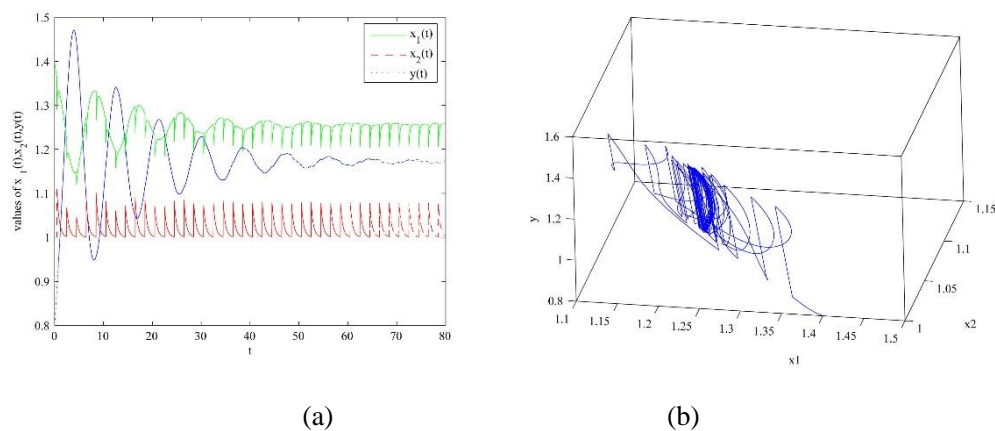 1.5
1.4
1.3
1.2
1.1
1
0.9
0.8
values of x 1(t),x2(t),y(t)
x1(t)
x2(t)
y(t)
0 10 20 30 40 50 60 70 80
t
(a)
1.6
1.4
1.2
1
0.8
y
1.1 1.15 1.2 1.25 1.3 1.35 1.4 1.45 1.5
x1
1 1.05 1.1 1.15
x2
(b)